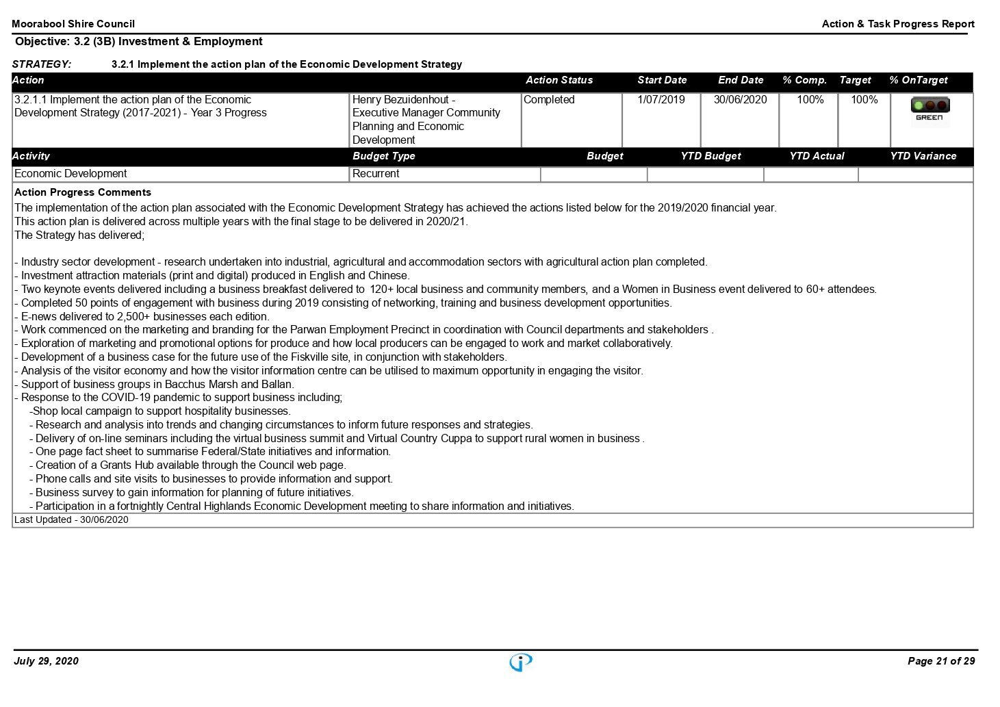 Moorabool Shire Council Action & Task Progress Report
Objective: 3.2 (3B) Investment & Employment
STRATEGY: 3.2.1 Implement the action plan of the Economic Development Strategy
Action Action Status Start Date End Date % Comp. Target % OnTarget
3.2.1.1 Implement the action plan of the Economic Henry Bezuidenhout - Completed 1/07/2019 30/06/2020 100% 100%
Development Strategy (2017-2021) - Year 3 Progress Executive Manager Community
GREEN
Planning and Economic
Development
Activity Budget Type Budget YTD Budget YTD Actual YTD Variance
Economic Development Recurrent
Action Progress Comments
The implementation of the action plan associated with the Economic Development Strategy has achieved the actions listed below for the 2019/2020 financial year.
This action plan is delivered across multiple years with the final stage to be delivered in 2020/21.
The Strategy has delivered;
- Industry sector development - research undertaken into industrial, agricultural and accommodation sectors with agricultural action plan completed.
- Investment attraction materials (print and digital) produced in English and Chinese.
- Two keynote events delivered including a business breakfast delivered to 120+ local business and community members, and a Women in Business event delivered to 60+ attendees.
- Completed 50 points of engagement with business during 2019 consisting of networking, training and business development opportunities.
- E-news delivered to 2,500+ businesses each edition.
- Work commenced on the marketing and branding for the Parwan Employment Precinct in coordination with Council departments and stakeholders .
- Exploration of marketing and promotional options for produce and how local producers can be engaged to work and market collaboratively.
- Development of a business case for the future use of the Fiskville site, in conjunction with stakeholders.
- Analysis of the visitor economy and how the visitor information centre can be utilised to maximum opportunity in engaging the visitor.
- Support of business groups in Bacchus Marsh and Ballan.
- Response to the COVID-19 pandemic to support business including;
-Shop local campaign to support hospitality businesses.
- Research and analysis into trends and changing circumstances to inform future responses and strategies.
- Delivery of on-line seminars including the virtual business summit and Virtual Country Cuppa to support rural women in business .
- One page fact sheet to summarise Federal/State initiatives and information.
- Creation of a Grants Hub available through the Council web page.
- Phone calls and site visits to businesses to provide information and support.
- Business survey to gain information for planning of future initiatives.
- Participation in a fortnightly Central Highlands Economic Development meeting to share information and initiatives.
Last Updated - 30/06/2020
July 29, 2020 Page 21 of 29